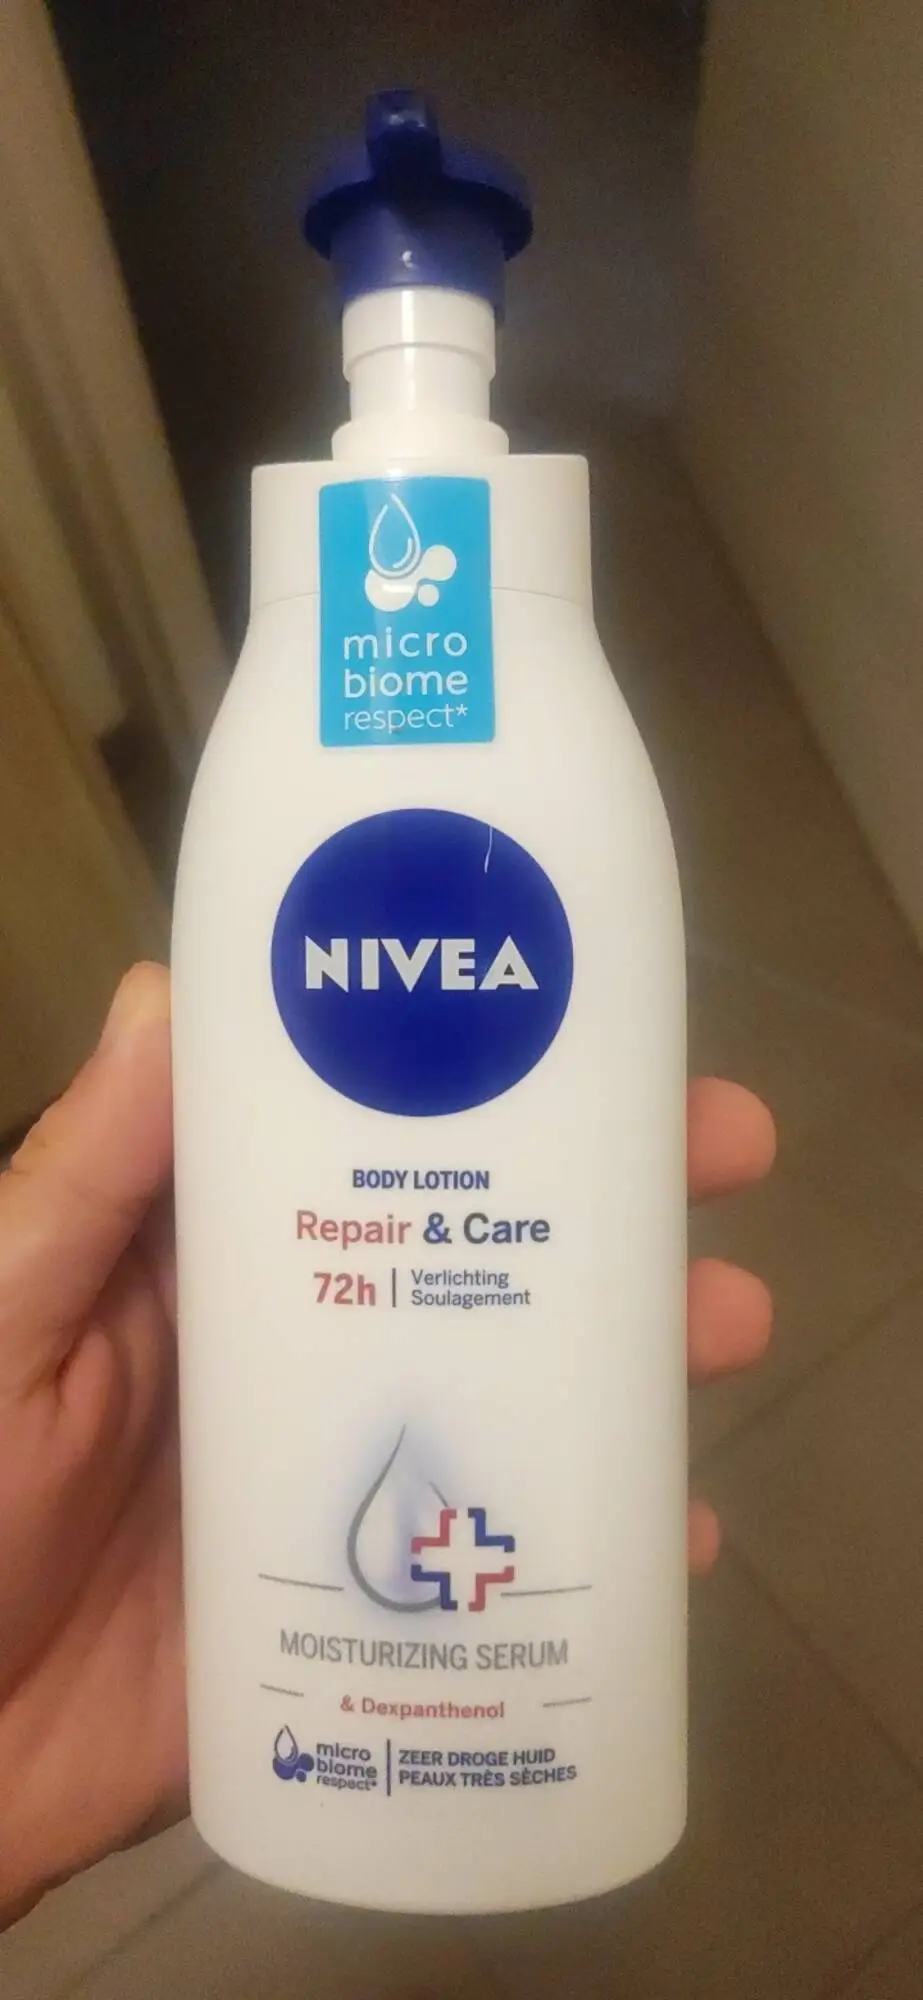 micro
biome
respect*
NIVEA
BODY LOTION
Repair & Care
72h | Verlichting
Soulagement
MOISTURIZING SERUM
& Dexpanthenol
micro
biome
respect*
ZEER DROGE HUID
PEAUX TRÈS SÈCHES